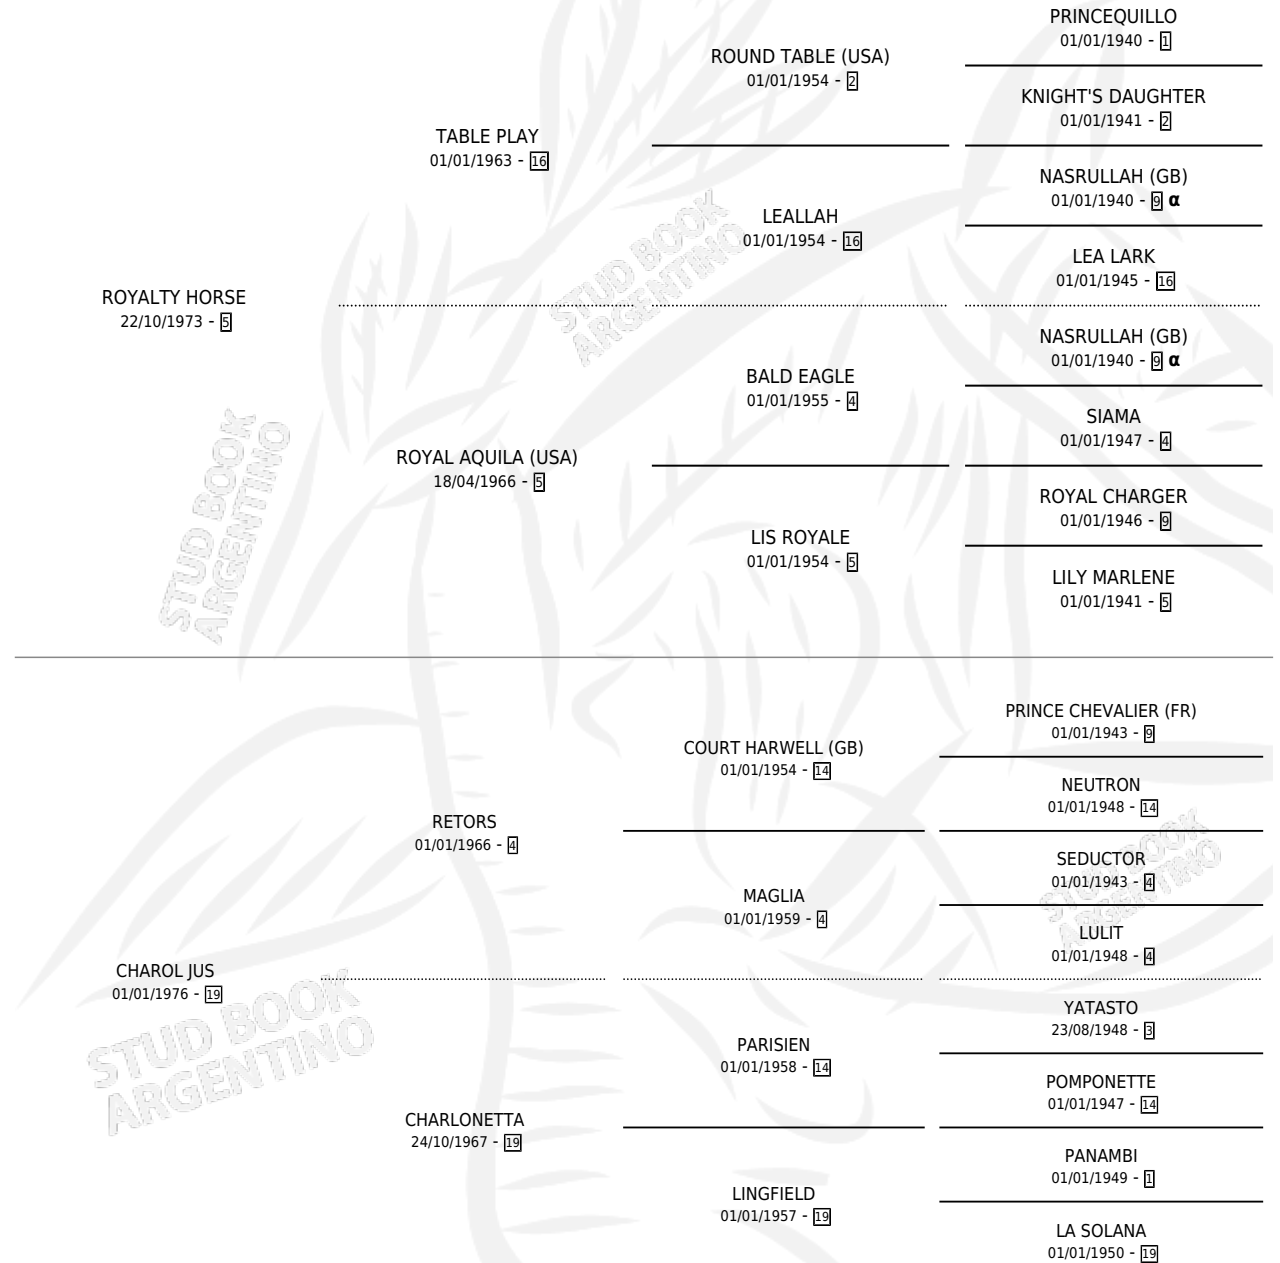 PRINCEQUILLO
01/01/1940 - 1
ROUND TABLE (USA)
01/01/1954 - 2
KNIGHT'S DAUGHTER
01/01/1941 - 2
TABLE PLAY
01/01/1963 - 16
NASRULLAH (GB)
01/01/1940 - 9 α
LEALLAH
01/01/1954 - 16
LEA LARK
01/01/1945 - 16
ROYALTY HORSE
22/10/1973 - 5
NASRULLAH (GB)
01/01/1940 - 9 α
BALD EAGLE
01/01/1955 - 4
SIAMA
01/01/1947 - 4
ROYAL AQUILA (USA)
18/04/1966 - 5
ROYAL CHARGER
01/01/1946 - 9
LIS ROYALE
01/01/1954 - 5
LILY MARLENE
01/01/1941 - 5
PRINCE CHEVALIER (FR)
01/01/1943 - 9
COURT HARWELL (GB)
01/01/1954 - 14
NEUTRON
01/01/1948 - 14
RETORS
01/01/1966 - 4
SEDUCTOR
01/01/1943 - 4
MAGLIA
01/01/1959 - 4
LULIT
01/01/1948 - 4
CHAROL JUS
01/01/1976 - 19
YATASTO
23/08/1948 - 3
PARISIEN
01/01/1958 - 14
POMPONETTE
01/01/1947 - 14
CHARLONETTA
24/10/1967 - 19
PANAMBI
01/01/1949 - 1
LINGFIELD
01/01/1957 - 19
LA SOLANA
01/01/1950 - 19
STUD BOOK
ARGENTINO
STUD BOOK
ARGENTINO
STUD BOOK
ARGENTINO
STUD BOOK
ARGENTINO